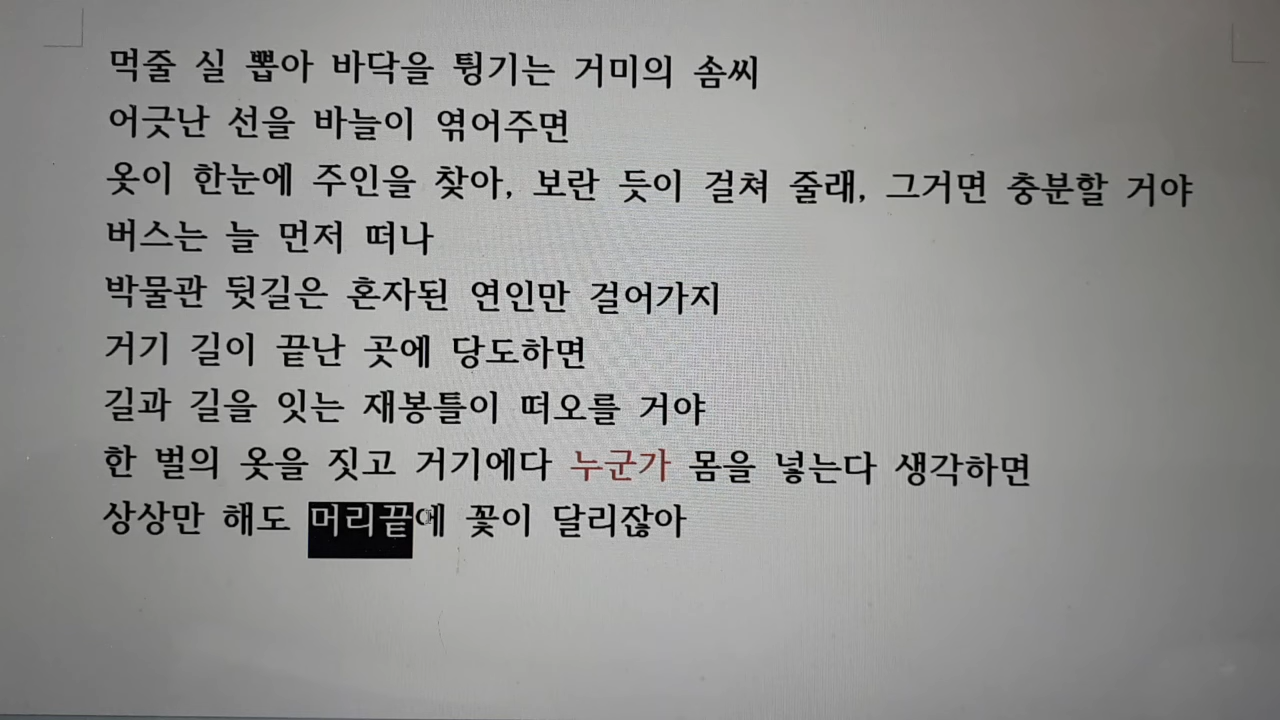 먹줄 실 뽑아 바닥을 튕기는 거미의 솜씨
어긋난 선을 바늘이 엮어주면
옷이 한눈에 주인을 찾아, 보란 듯이 걸쳐 줄래, 그거면 충분할 거야
버스는 늘 먼저 떠나
박물관 뒷길은 혼자된 연인만 걸어가지
거기 길이 끝난 곳에 당도하면
길과 길을 잇는 재봉틀이 떠오를 거야
한 벌의 옷을 짓고 거기에다 누군가 몸을 넣는다 생각하면
상상만 해도 머리끝에 꽃이 달리잖아